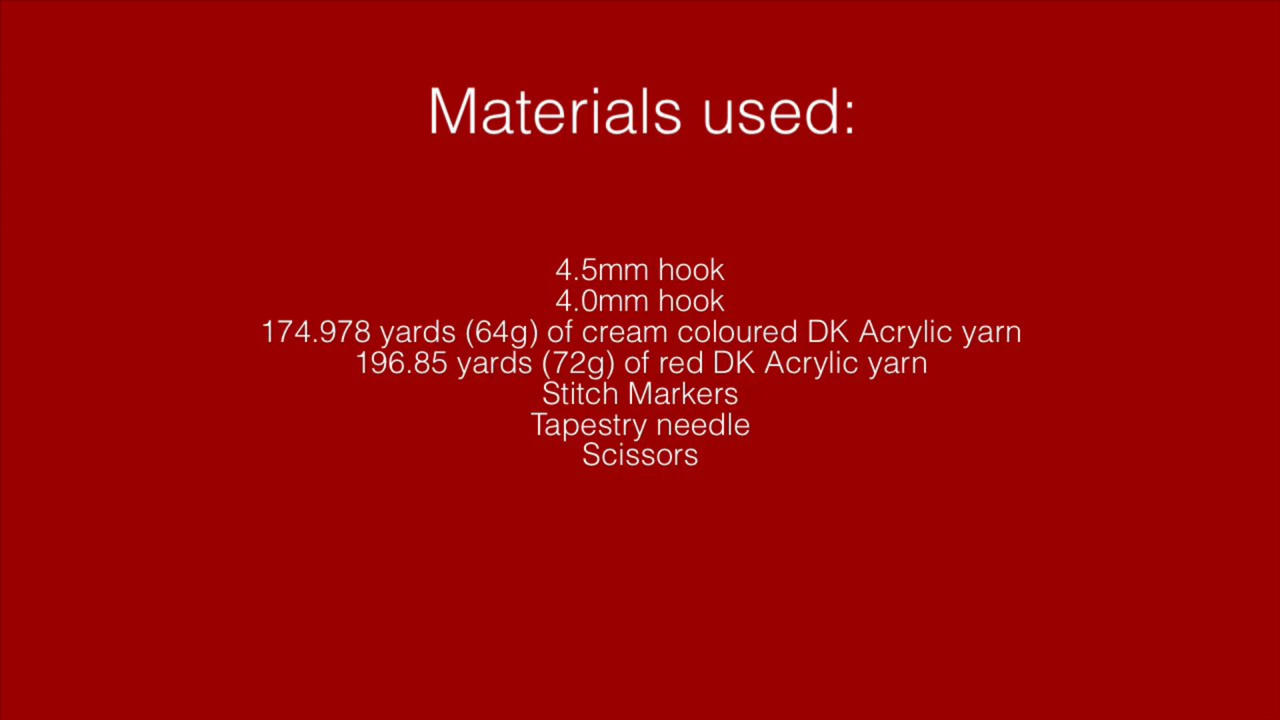 Materials used:
4.5mm hook
4.0mm hook
174.978 yards (64g) of cream coloured DK Acrylic yarn
196.85 yards (72g) of red DK Acrylic yarn
Stitch Markers
Tapestry needle
Scissors